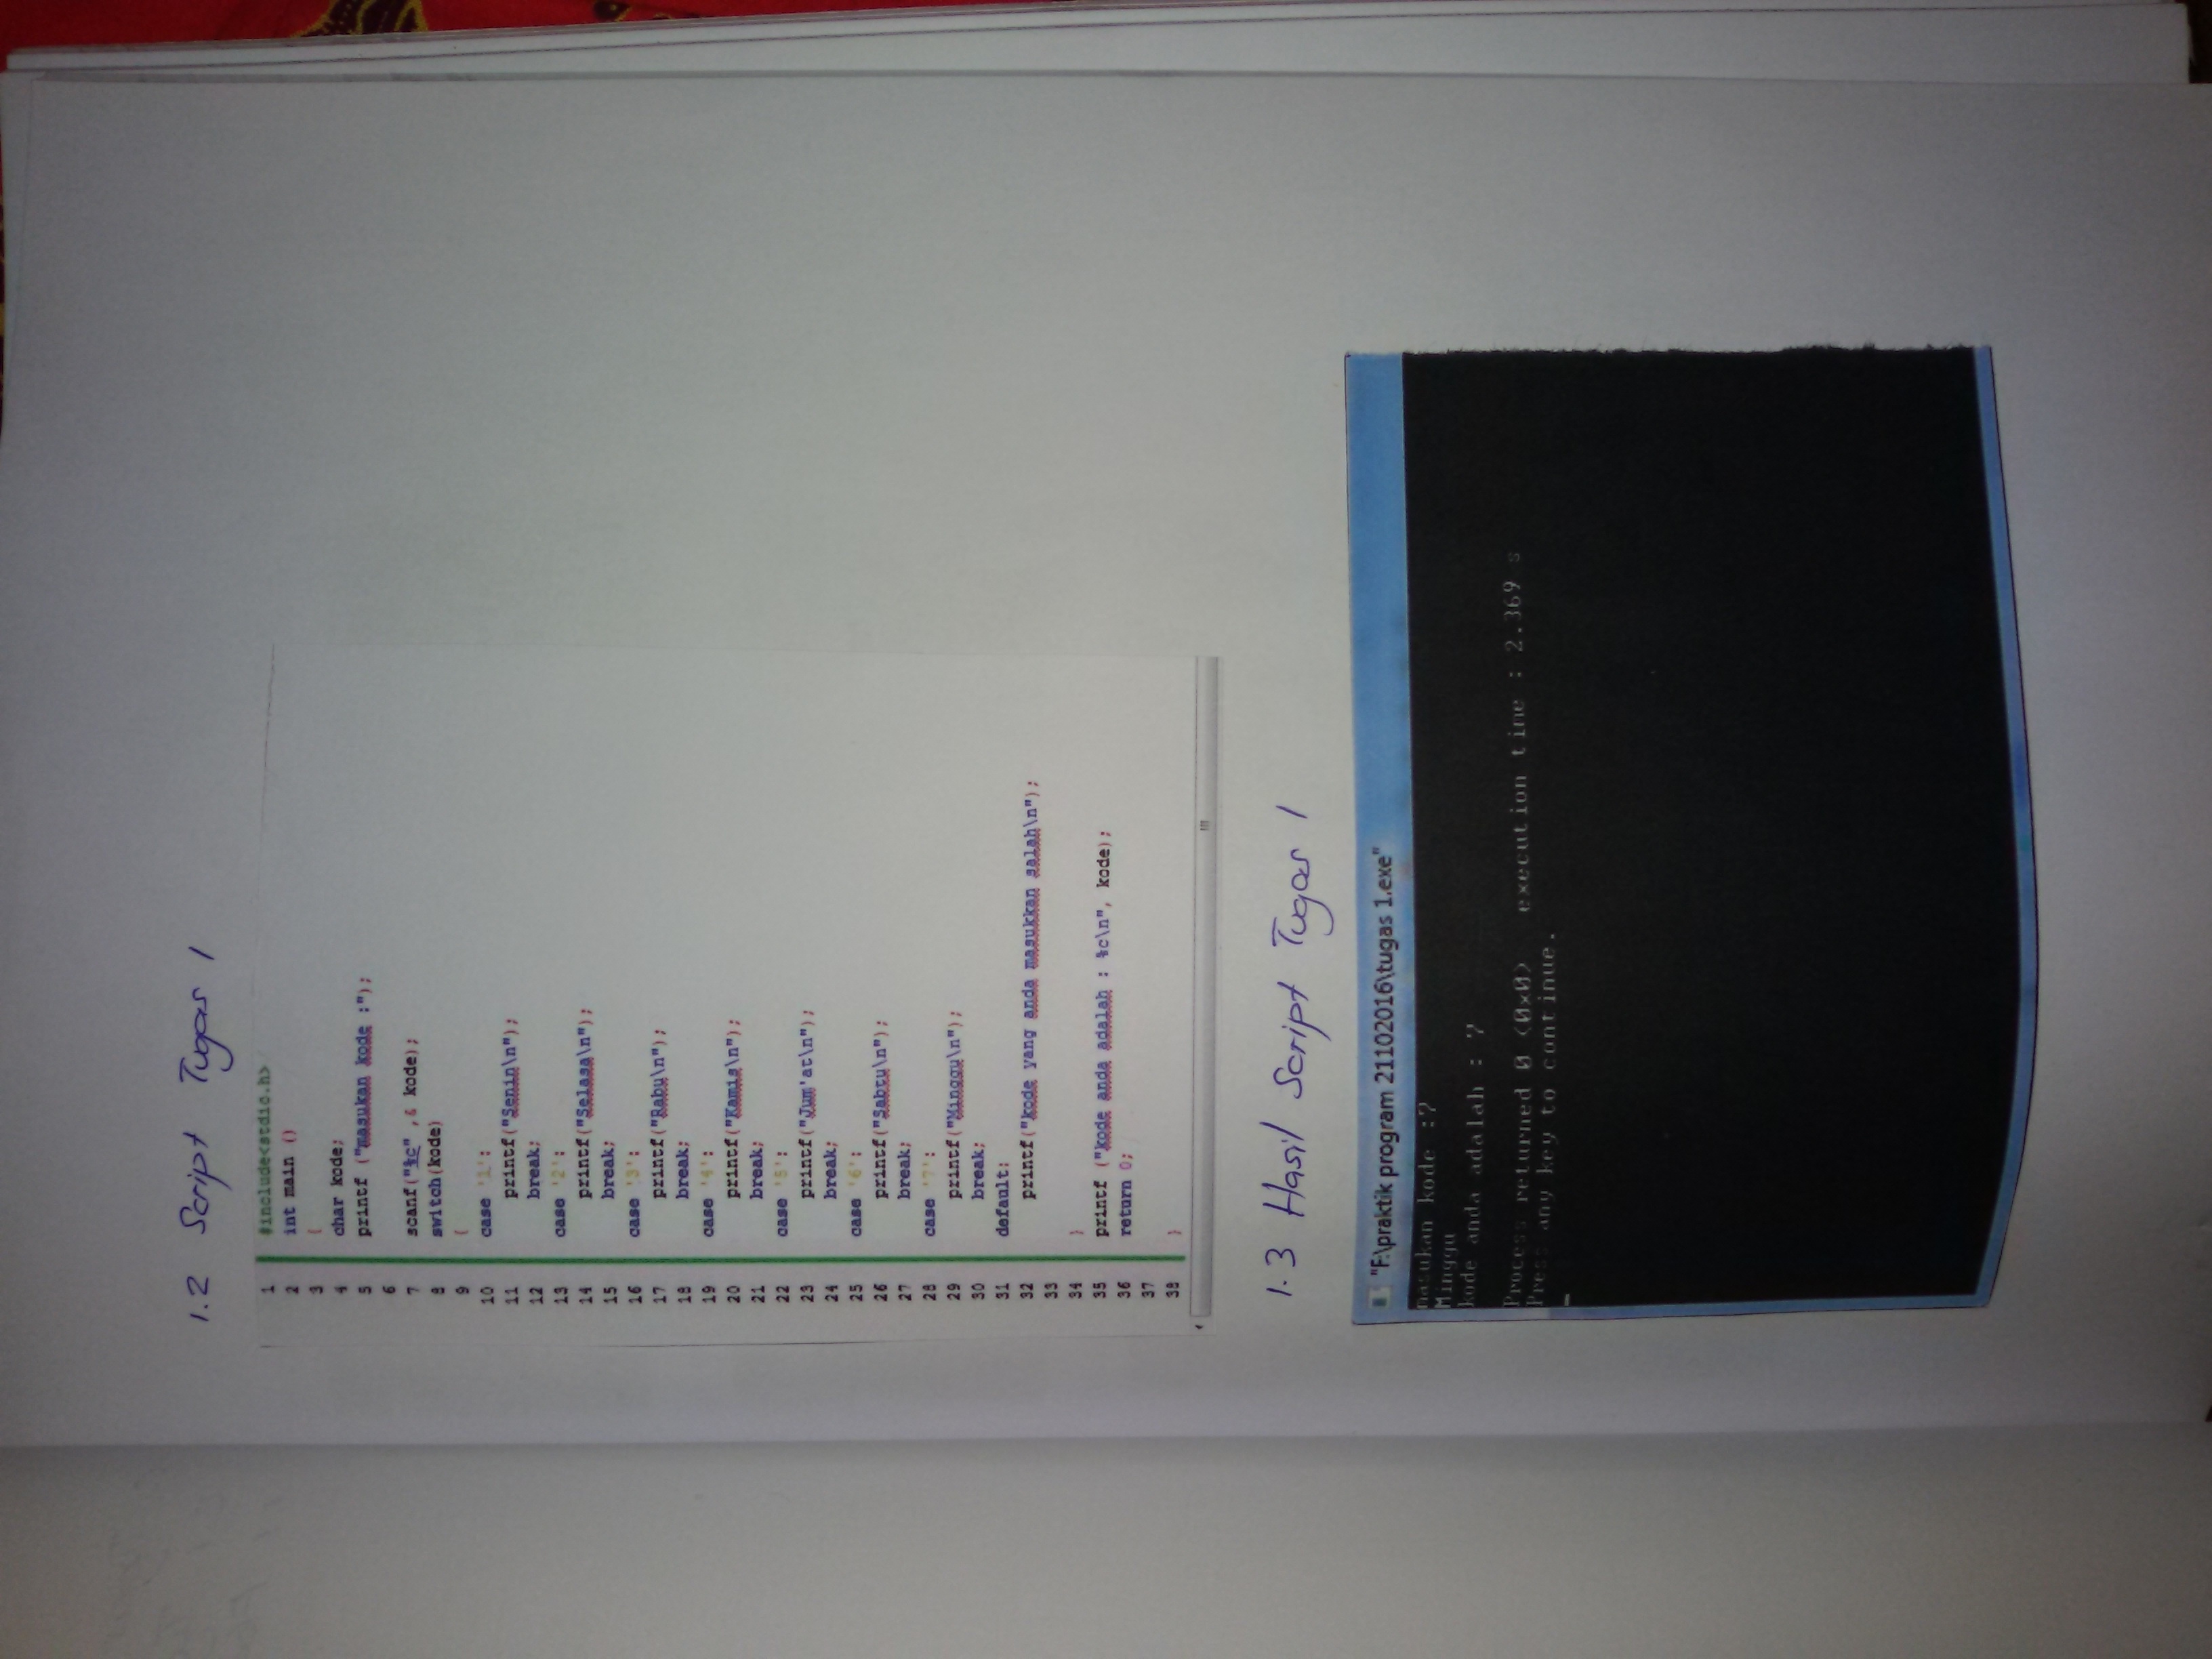 1.2 Script Tugas 1
1 #include<stdio.h>
2 int main ()
3 {
4 char kode;
5 printf ("masukan kode :");
6
7 scanf("%c" ,& kode);
8 switch(kode)
9 {
10 case '1':
11 printf("Senin\n");
12 break;
13 case '2':
14 printf("Selasa\n");
15 break;
16 case '3':
17 printf("Rabu\n");
18 break;
19 case '4':
20 printf("Kamis\n");
21 break;
22 case '5':
23 printf("Jum'at\n");
24 break;
25 case '6':
26 printf("Sabtu\n");
27 break;
28 case '7':
29 printf("Minggu\n");
30 break;
31 default:
32 printf("kode yang anda masukkan salah\n");
33
34 }
35 printf ("kode anda adalah : %c\n", kode);
36 return 0;
37
38 }
1.3 Hasil Script Tugas 1
"F:\praktik program 21102016\tugas 1.exe"
masukan kode :7
Minggu
kode anda adalah : 7
Process returned 0 (0x0) execution time : 2.369 s
Press any key to continue.